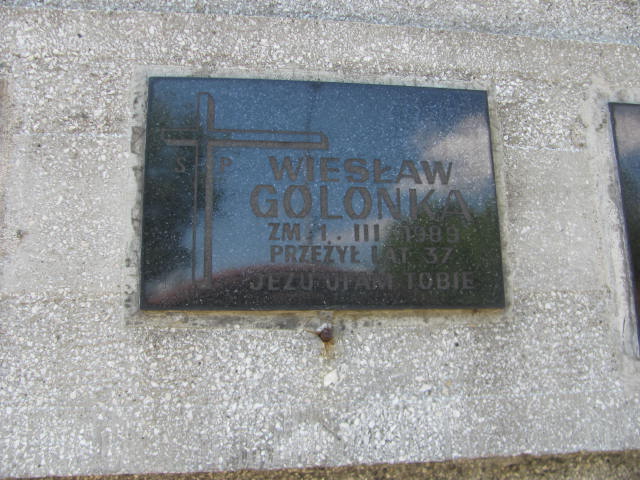 Ś P
WIESŁAW
GOLONKA
ZM. 1. III. 1989
PRZEŻYŁ LAT 37
JEZU UFAM TOBIE